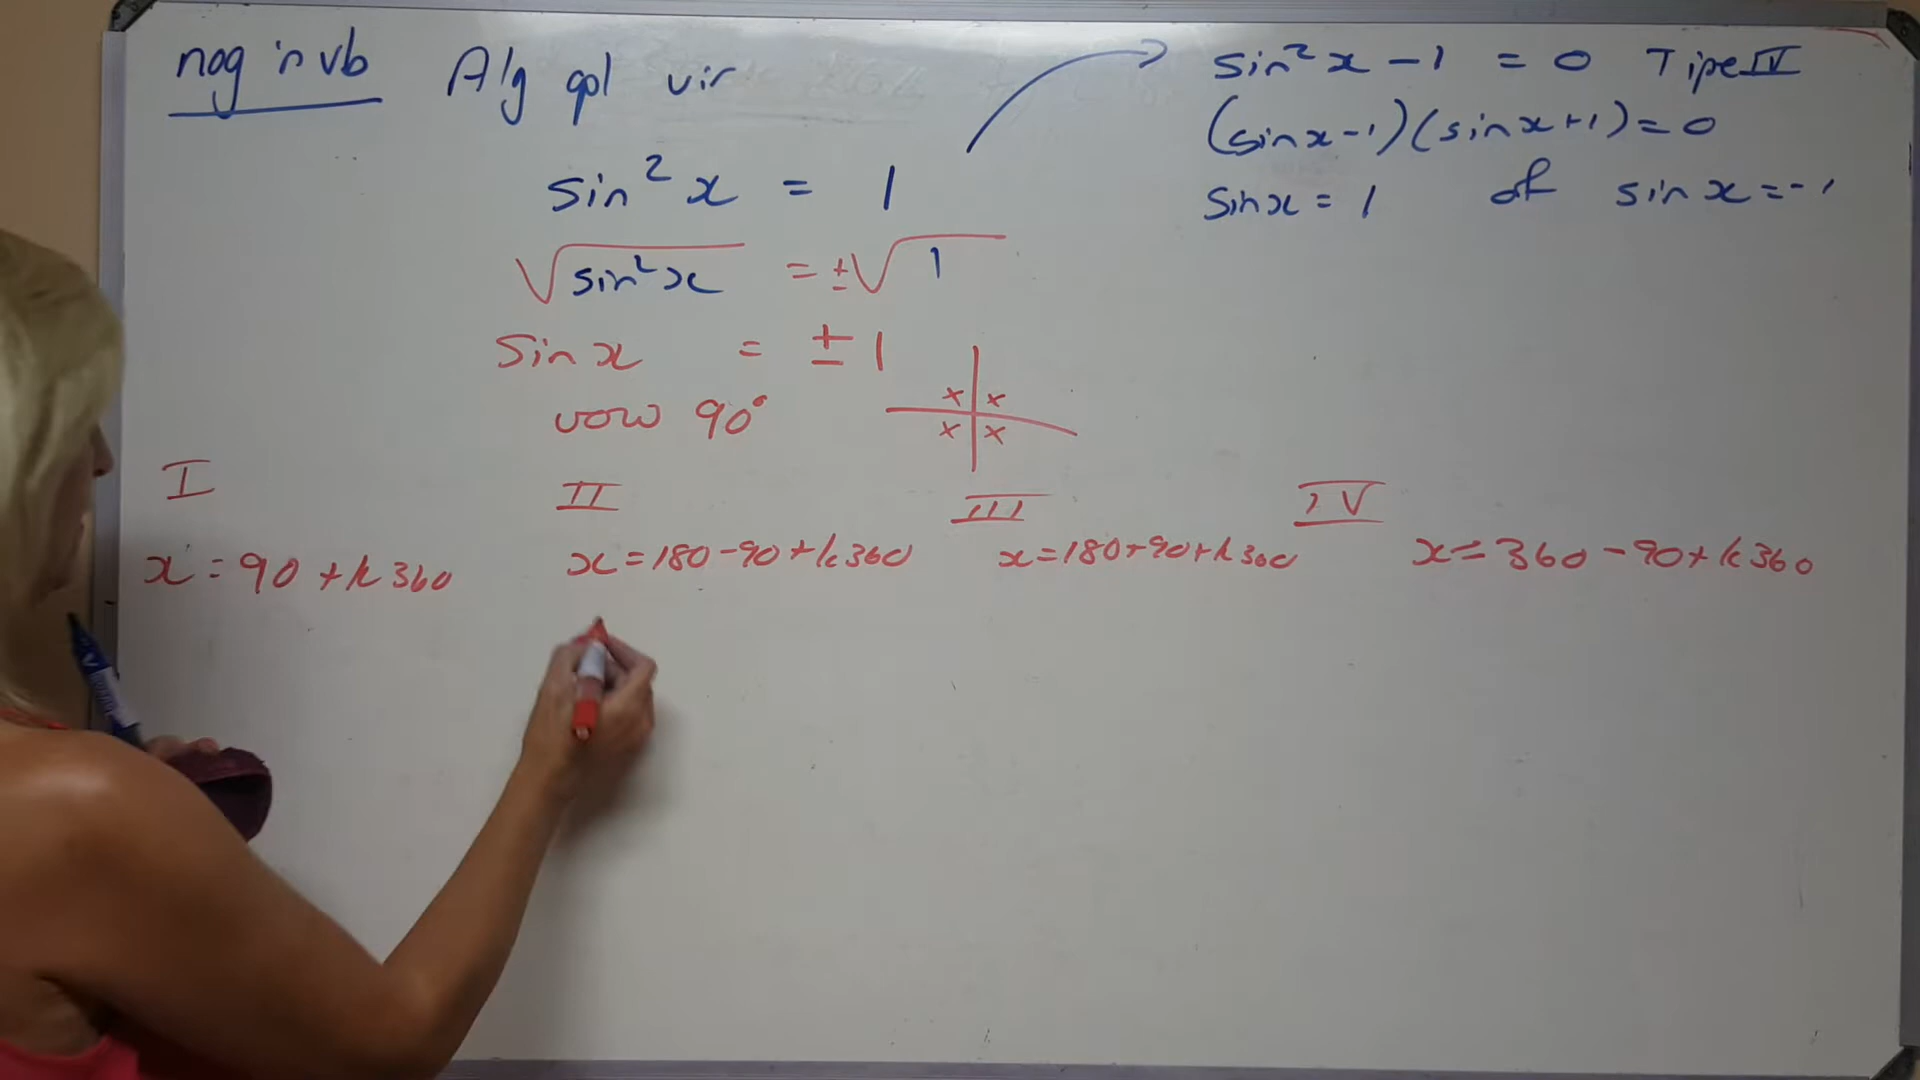 nog 'n vb Alg opl vir
sin²x = 1
√sin²x = ±√1
sin x = ± 1
vow 90°
sin²x - 1 = 0 Tipe IV
(sin x - 1)(sin x + 1) = 0
sin x = 1 of sin x = -1
x x
x x
I
x = 90 + k360
II
x = 180 - 90 + k360
III
x = 180 + 90 + k360
IV
x = 360 - 90 + k360